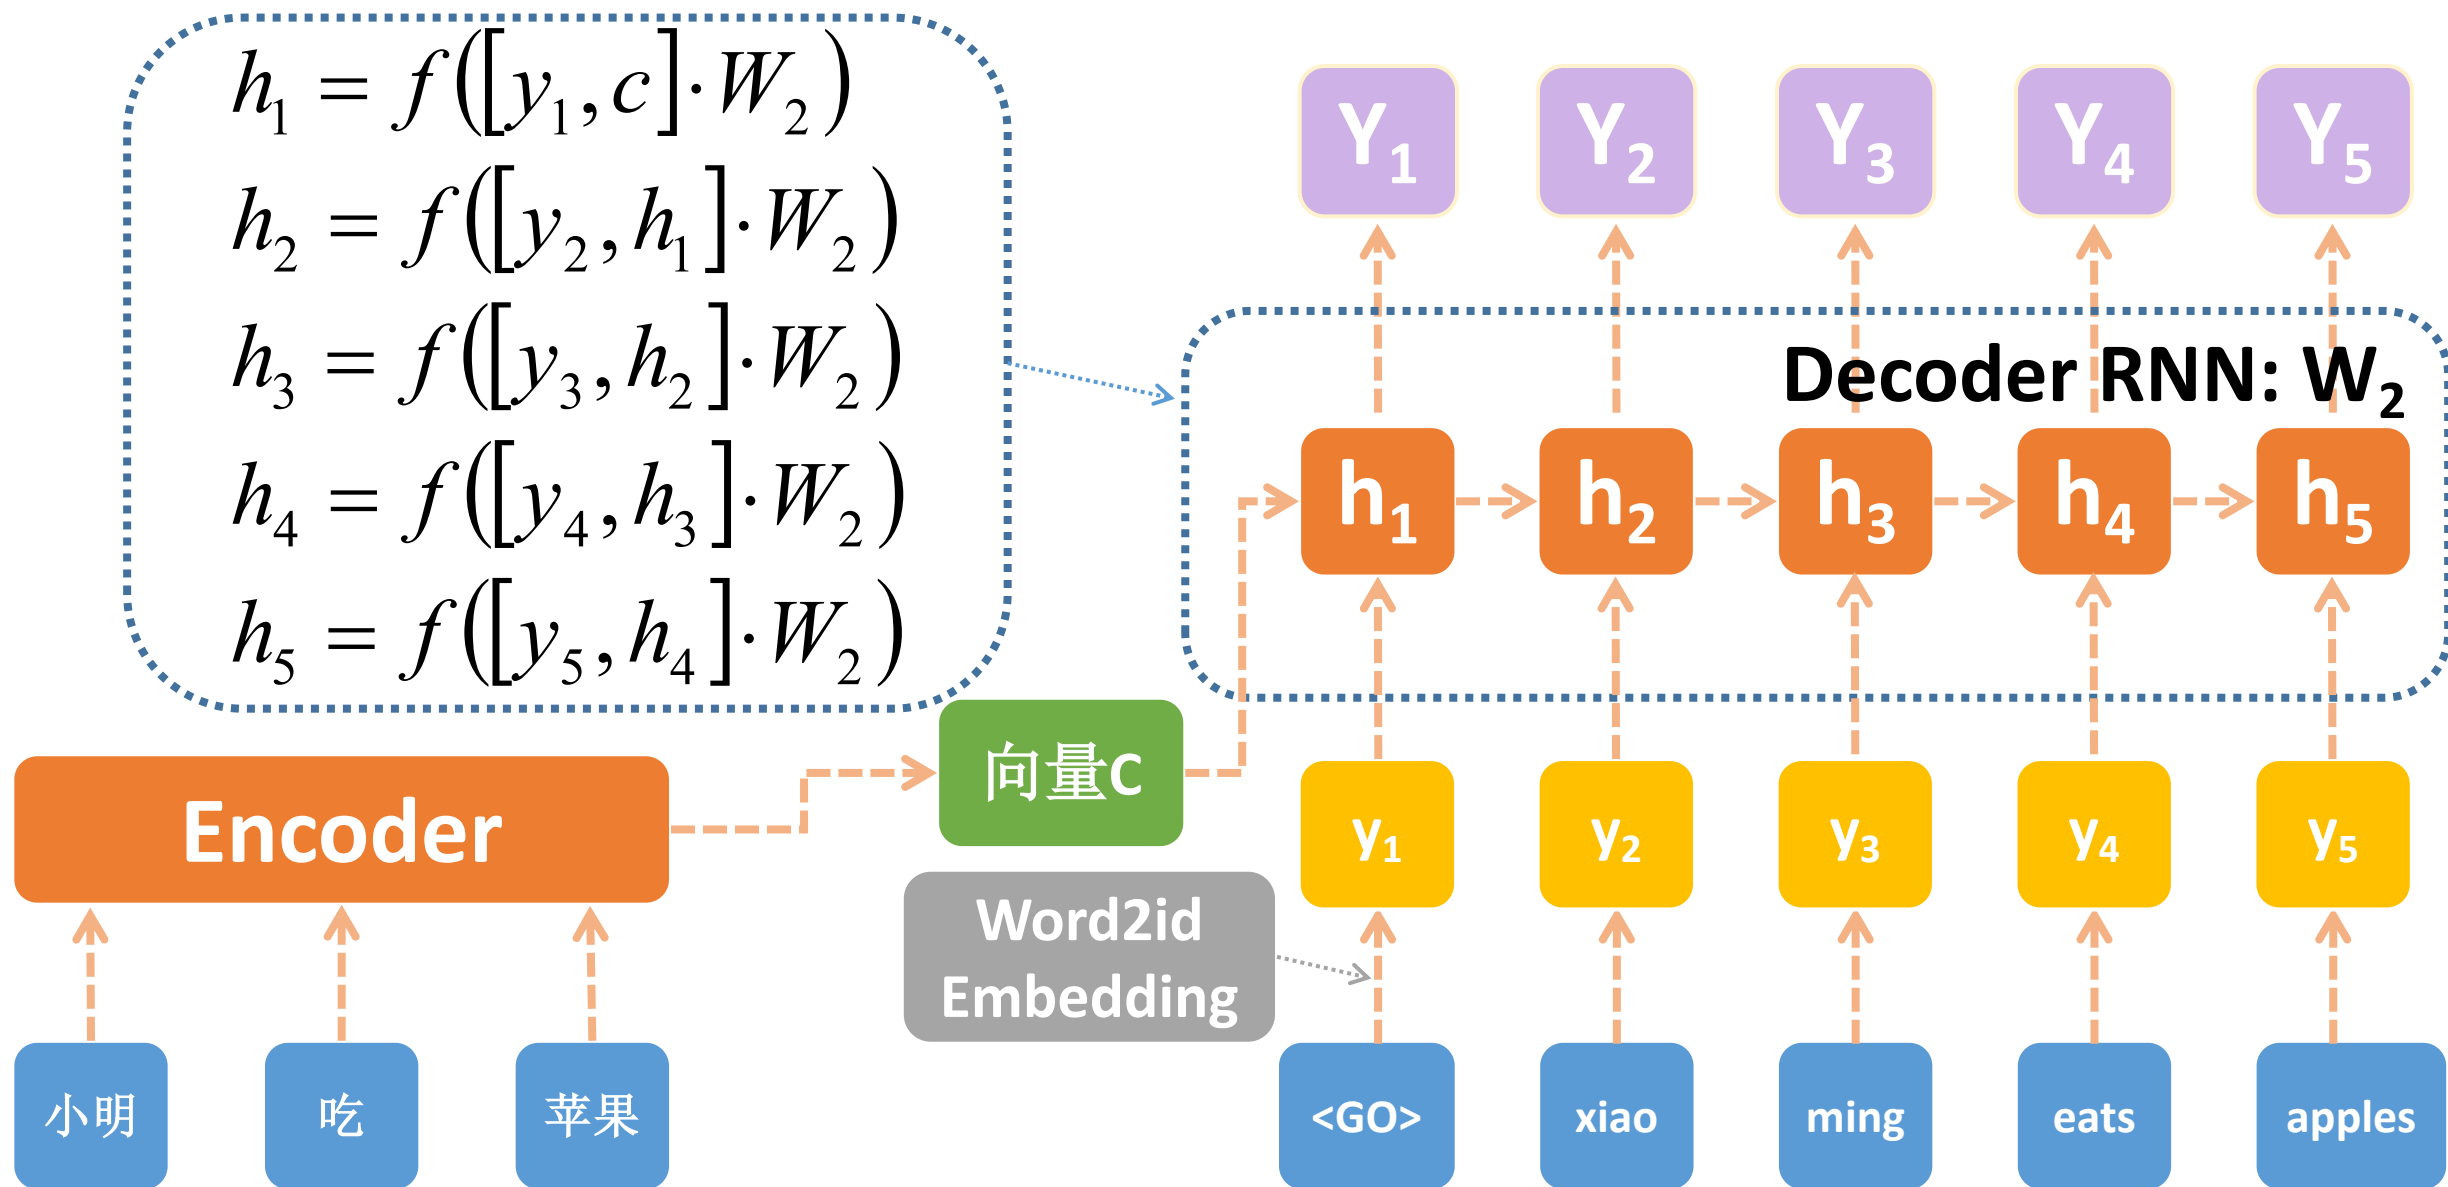 h₁ = f([y₁, c]·W₂)
h₂ = f([y₂, h₁]·W₂)
h₃ = f([y₃, h₂]·W₂)
h₄ = f([y₄, h₃]·W₂)
h₅ = f([y₅, h₄]·W₂)
Y₁ Y₂ Y₃ Y₄ Y₅
Decoder RNN: W₂
h₁ h₂ h₃ h₄ h₅
向量C
Encoder
y₁ y₂ y₃ y₄ y₅
Word2id
Embedding
小明 吃 苹果
<GO> xiao ming eats apples